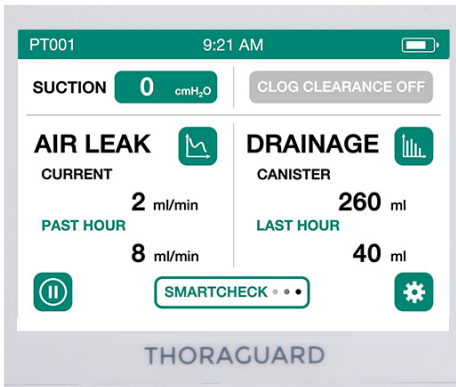 PT001 9:21 AM
SUCTION 0 cmH₂O CLOG CLEARANCE OFF
AIR LEAK DRAINAGE
CURRENT CANISTER
2 ml/min 260 ml
PAST HOUR LAST HOUR
8 ml/min 40 ml
SMARTCHECK
THORAGUARD